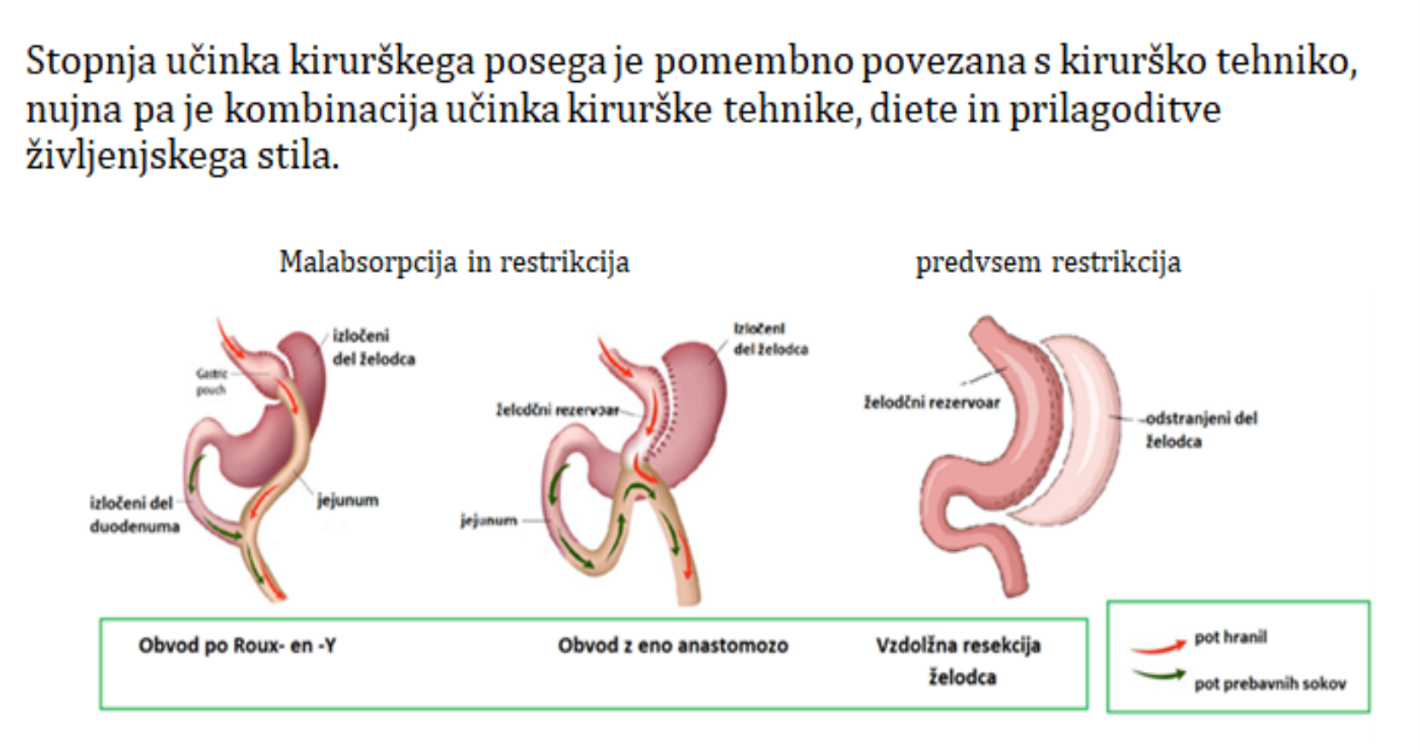 Stopnja učinka kirurškega posega je pomembno povezana s kirurško tehniko,
nujna pa je kombinacija učinka kirurške tehnike, diete in prilagoditve
življenjskega stila.
Malabsorpcija in restrikcija
predvsem restrikcija
izločeni
del želodca
Gastric
pouch
izločeni del
duodenuma
jejunum
Izločeni
del želodca
želodčni rezervoar
jejunum
želodčni rezervoar
odstranjeni del
želodca
Obvod po Roux- en -Y
Obvod z eno anastomozo
Vzdolžna resekcija
želodca
pot hranil
pot prebavnih sokov